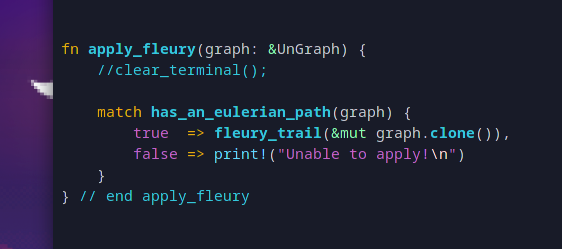 fn apply_fleury(graph: &UnGraph) {
    //clear_terminal();
    match has_an_eulerian_path(graph) {
        true  => fleury_trail(&mut graph.clone()),
        false => print!("Unable to apply!\n")
    }
} // end apply_fleury